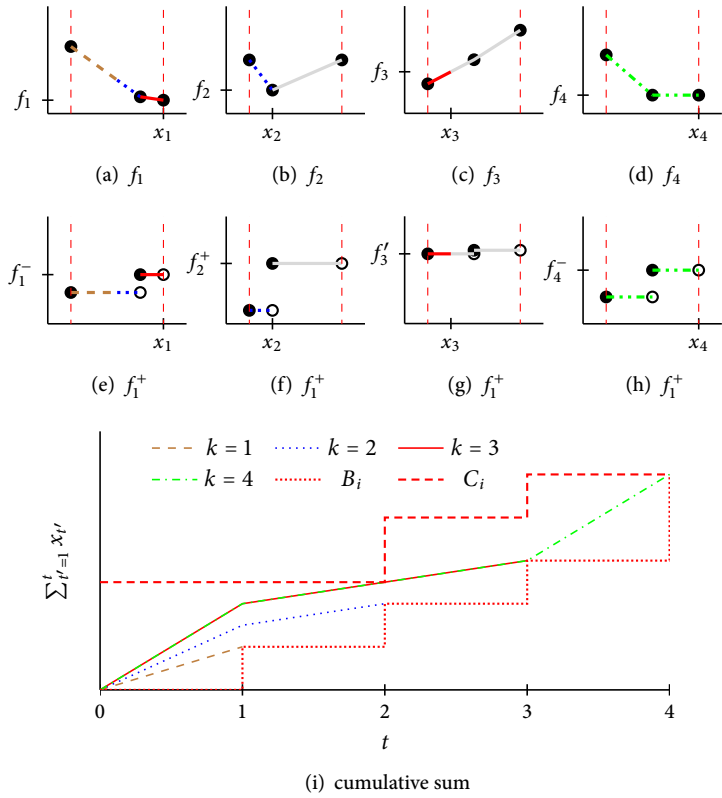 f₁ x₁
f₂ x₂
f₃ x₃
f₄ x₄
(a) f₁
(b) f₂
(c) f₃
(d) f₄
f₁⁻ x₁
f₂⁺ x₂
f₃′ x₃
f₄⁻ x₄
(e) f₁⁺
(f) f₁⁺
(g) f₁⁺
(h) f₁⁺
k = 1 k = 2 k = 3
k = 4 Bᵢ Cᵢ
∑ᵗₜ′₌₁ xₜ′
0 1 2 3 4
t
(i) cumulative sum